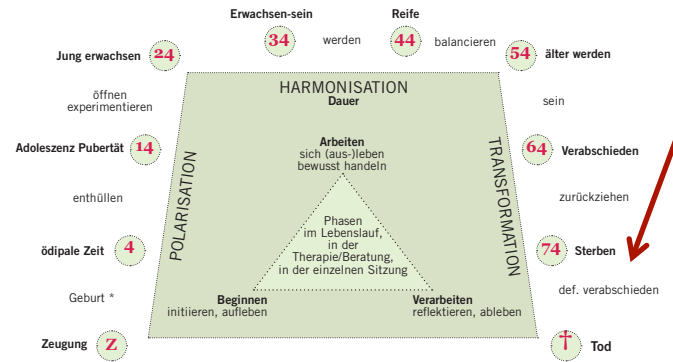 Erwachsen-sein
Reife
34
werden
44
balancieren
Jung erwachsen
24
54
älter werden
HARMONISATION
Dauer
öffnen
experimentieren
sein
Adoleszenz Pubertät
14
Arbeiten
sich (aus-)leben
bewusst handeln
64
Verabschieden
POLARISATION
TRANSFORMATION
enthüllen
zurückziehen
Phasen
im Lebenslauf,
in der
Therapie/Beratung,
in der einzelnen Sitzung
ödipale Zeit
4
74
Sterben
Geburt *
Beginnen
initiieren, aufleben
Verarbeiten
reflektieren, ableben
def. verabschieden
Zeugung
Z
†
Tod